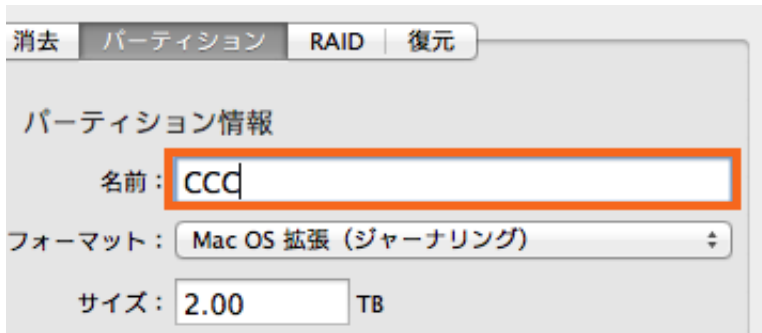 消去 パーティション RAID 復元
パーティション情報
名前： CCC
フォーマット： Mac OS 拡張（ジャーナリング）
サイズ： 2.00 TB